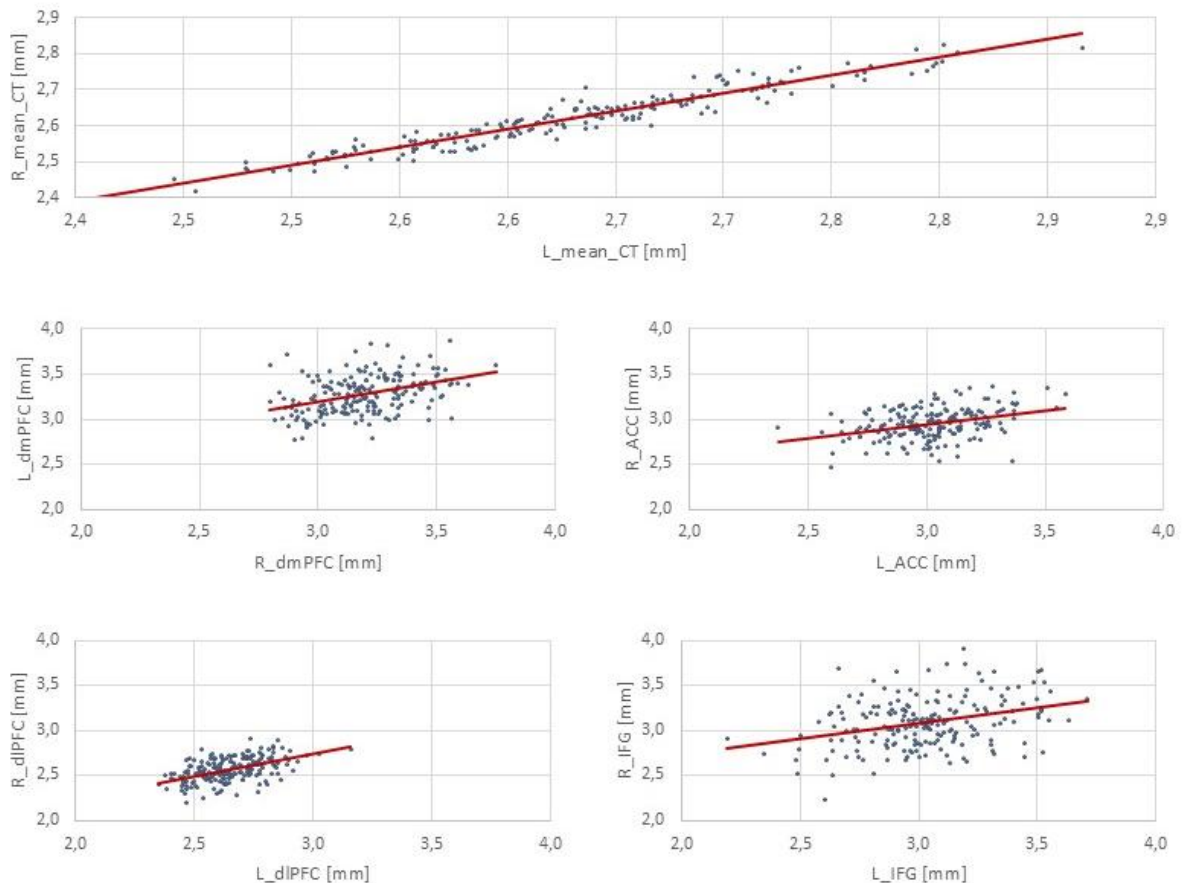 2,9
2,8
2,7
2,6
2,5
2,4
R_mean_CT [mm]
2,4 2,5 2,5 2,6 2,6 2,7 2,7 2,8 2,8 2,9 2,9
L_mean_CT [mm]
4,0
3,5
3,0
2,5
2,0
L_dmPFC [mm]
2,0 2,5 3,0 3,5 4,0
R_dmPFC [mm]
4,0
3,5
3,0
2,5
2,0
R_ACC [mm]
2,0 2,5 3,0 3,5 4,0
L_ACC [mm]
4,0
3,5
3,0
2,5
2,0
R_dlPFC [mm]
2,0 2,5 3,0 3,5 4,0
L_dlPFC [mm]
4,0
3,5
3,0
2,5
2,0
R_IFG [mm]
2,0 2,5 3,0 3,5 4,0
L_IFG [mm]